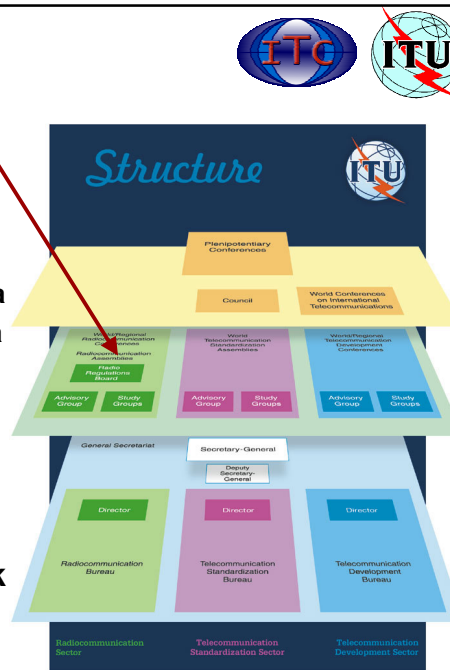 ITC
ITU
Structure
ITU
Plenipotentiary
Conferences
Council
World Conferences
on International
Telecommunications
a
World/Regional
Radiocommunication
Conferences
Radiocommunication
Assemblies
Radio
Regulations
Board
Advisory
Group
Study
Groups
World
Telecommunication
Standardization
Assemblies
Advisory
Group
Study
Groups
World/Regional
Telecommunication
Development
Conferences
Advisory
Group
Study
Groups
General Secretariat
Secretary-General
Deputy
Secretary-
General
Director
Radiocommunication
Bureau
Director
Telecommunication
Standardization
Bureau
Director
Telecommunication
Development
Bureau
k
Radiocommunication
Sector
Telecommunication
Standardization Sector
Telecommunication
Development Sector